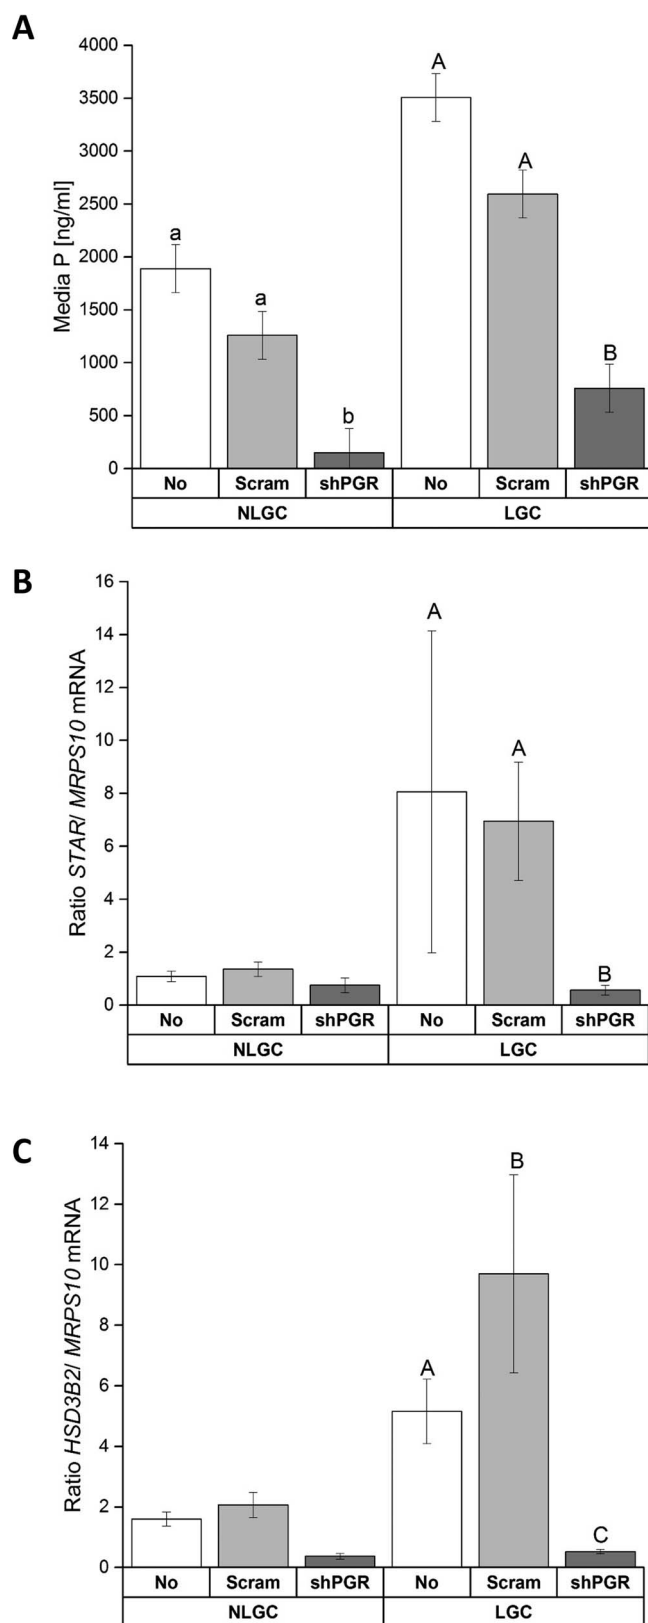 A
Media P [ng/ml]
4000
3500
3000
2500
2000
1500
1000
500
0
a
a
b
A
A
B
No Scram shPGR No Scram shPGR
NLGC LGC
B
Ratio STAR/ MRPS10 mRNA
16
14
12
10
8
6
4
2
0
A
A
B
No Scram shPGR No Scram shPGR
NLGC LGC
C
Ratio HSD3B2/ MRPS10 mRNA
14
12
10
8
6
4
2
0
A
B
C
No Scram shPGR No Scram shPGR
NLGC LGC